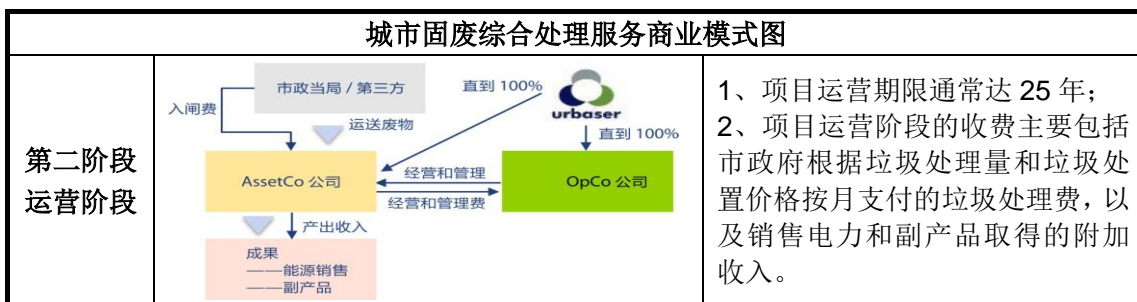 城市固废综合处理服务商业模式图
第二阶段
运营阶段
市政当局 / 第三方
直到 100%
urbaser
入闸费
运送废物
直到 100%
AssetCo 公司
经营和管理
OpCo 公司
经营和管理费
产出收入
成果
——能源销售
——副产品
1、项目运营期限通常达 25 年；
2、项目运营阶段的收费主要包括
市政府根据垃圾处理量和垃圾处
置价格按月支付的垃圾处理费，以
及销售电力和副产品取得的附加
收入。